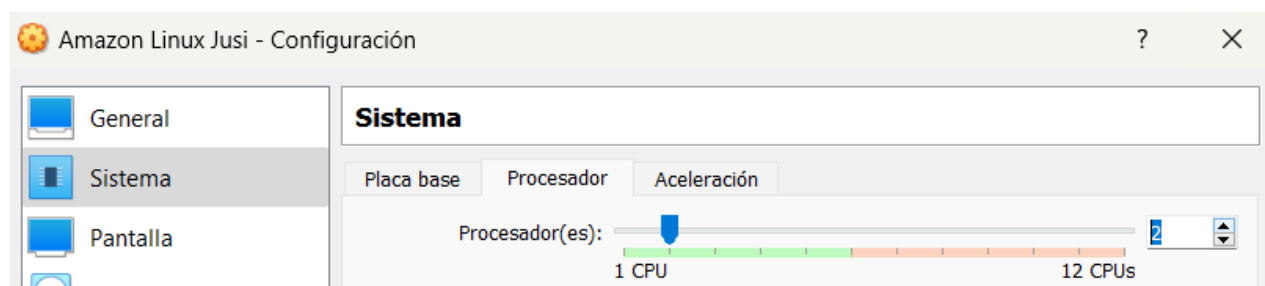 Amazon Linux Jusi - Configuración ? ×
General
Sistema
Pantalla
Sistema
Placa base Procesador Aceleración
Procesador(es): 2
1 CPU 12 CPUs